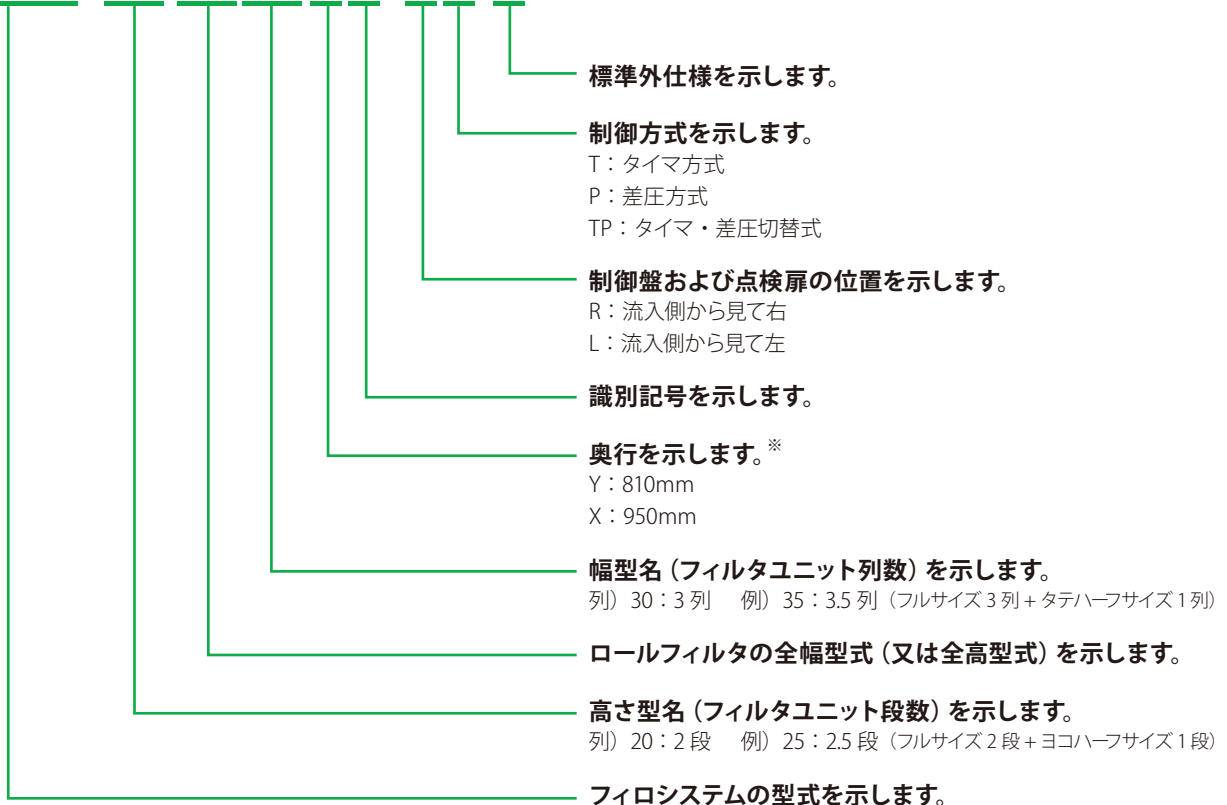 標準外仕様を示します。
制御方式を示します。
T：タイマ方式
P：差圧方式
TP：タイマ・差圧切替式
制御盤および点検扉の位置を示します。
R：流入側から見て右
L：流入側から見て左
識別記号を示します。
奥行を示します。※
Y：810mm
X：950mm
幅型名（フィルタユニット列数）を示します。
列）30：3列　例）35：3.5列（フルサイズ3列+タテハーフサイズ1列）
ロールフィルタの全幅型式（又は全高型式）を示します。
高さ型名（フィルタユニット段数）を示します。
列）20：2段　例）25：2.5段（フルサイズ2段+ヨコハーフサイズ1段）
フィロシステムの型式を示します。